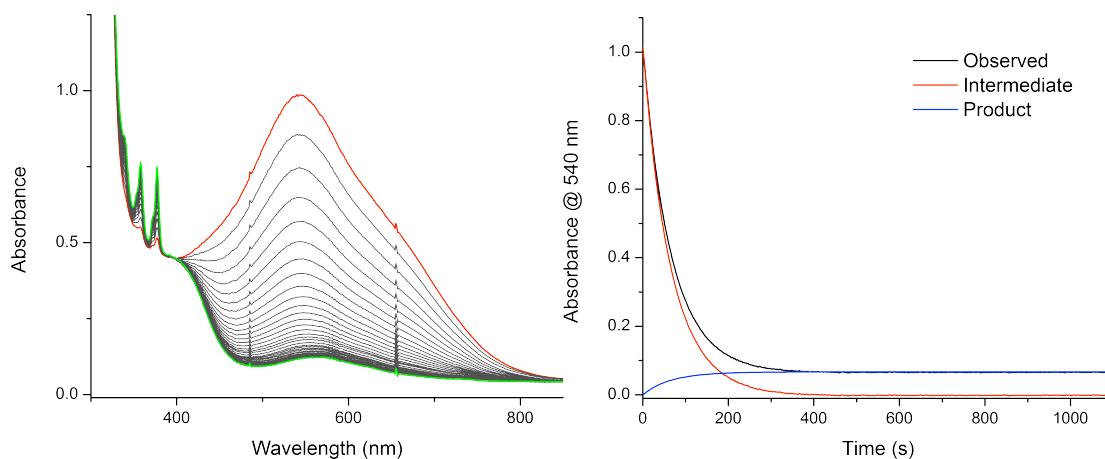 1.0
0.5
0.0
400
600
800
Absorbance
Wavelength (nm)
1.0
0.8
0.6
0.4
0.2
0.0
0
200
400
600
800
1000
Absorbance @ 540 nm
Time (s)
Observed
Intermediate
Product